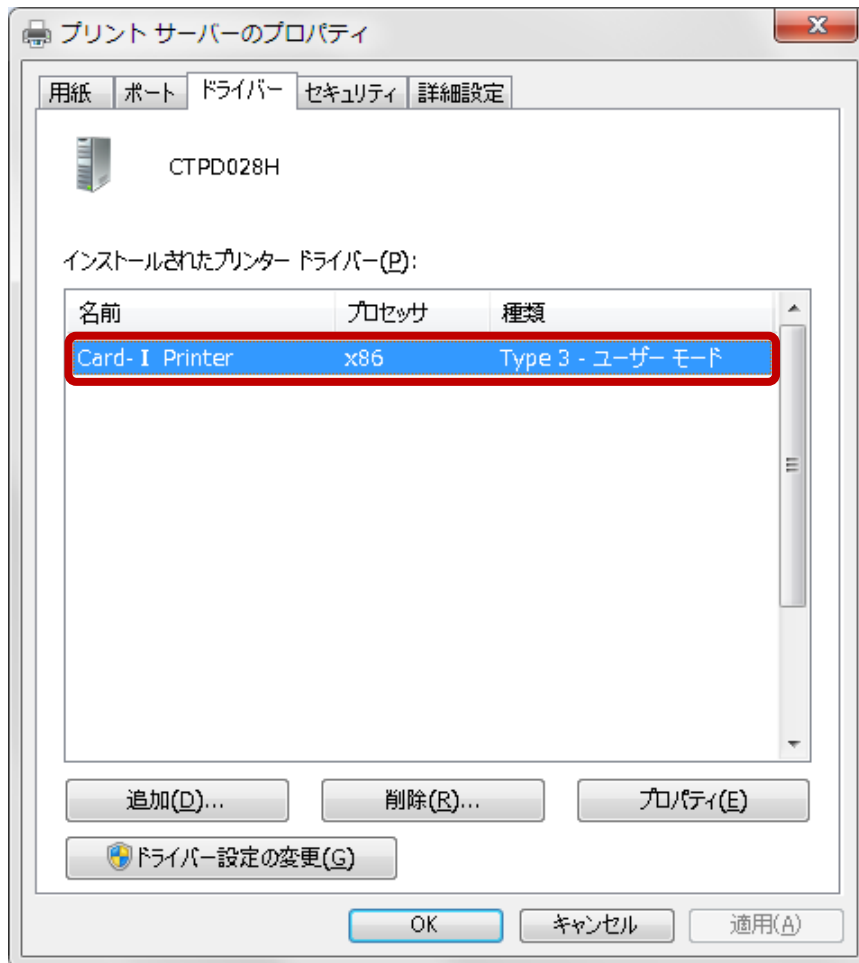 プリント サーバーのプロパティ
用紙 ポート ドライバー セキュリティ 詳細設定
CTPD028H
インストールされたプリンター ドライバー(P):
名前 プロセッサ 種類
Card-Ⅰ Printer x86 Type 3 - ユーザー モード
追加(D)... 削除(R)... プロパティ(E)
ドライバー設定の変更(G)
OK キャンセル 適用(A)